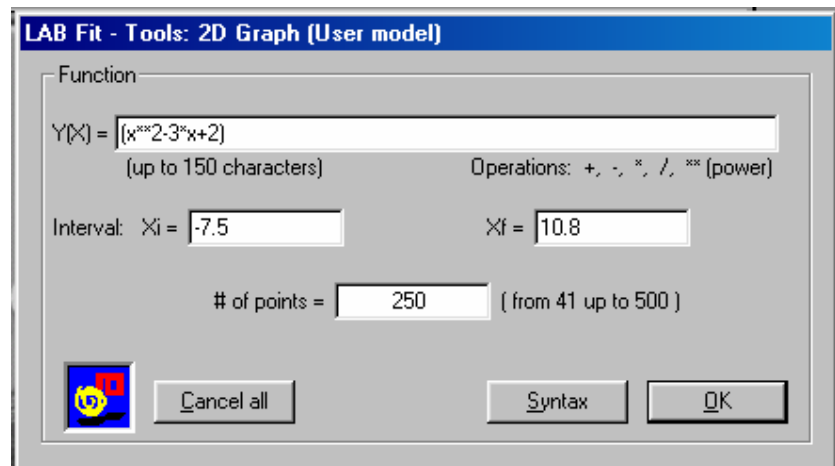 LAB Fit - Tools: 2D Graph (User model)
Function
Y(X) = (x**2-3*x+2)
(up to 150 characters) Operations: +, -, *, /, ** (power)
Interval: Xi = -7.5 Xf = 10.8
# of points = 250 ( from 41 up to 500 )
Cancel all Syntax OK